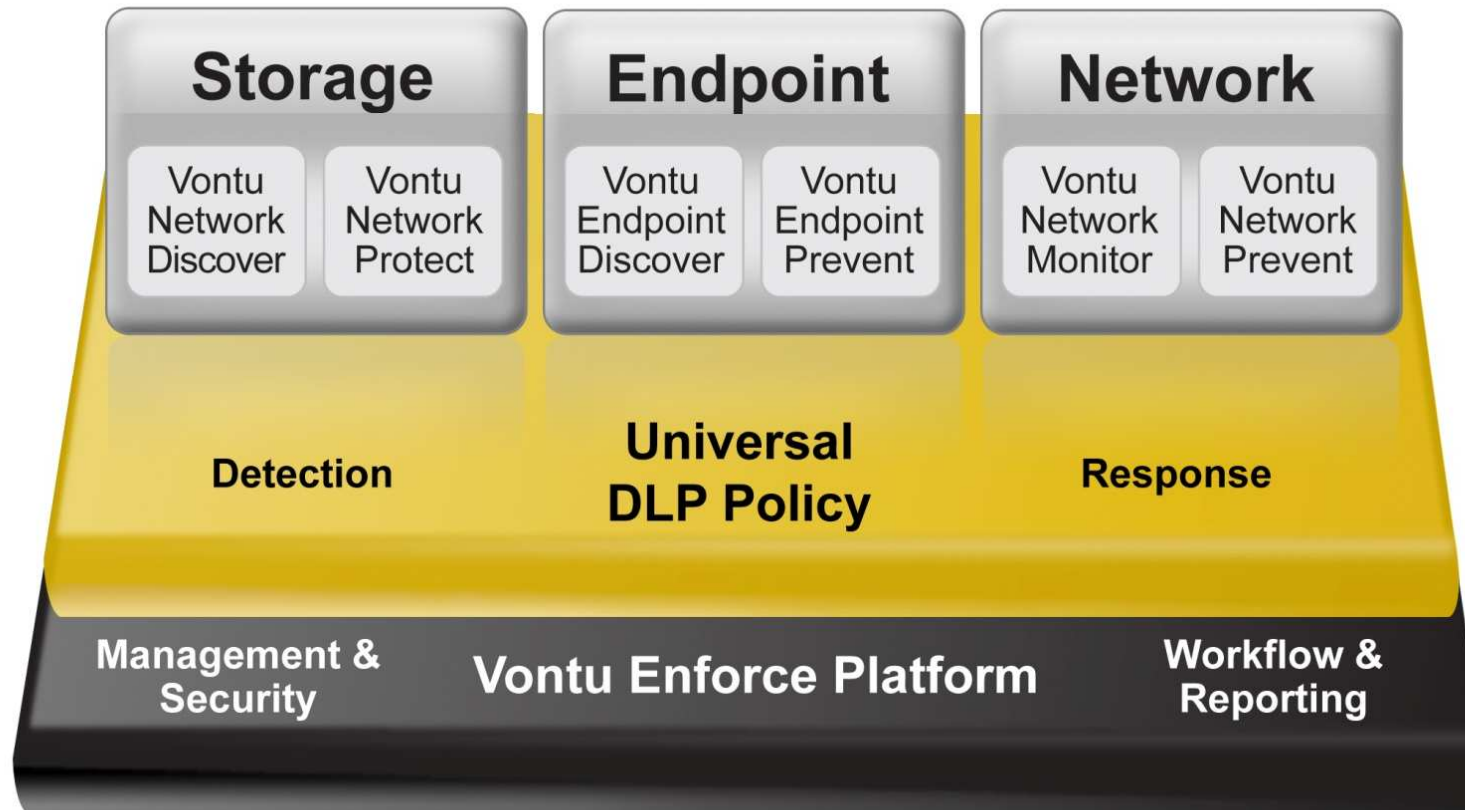 Storage
Endpoint
Network
Vontu
Network
Discover
Vontu
Network
Protect
Vontu
Endpoint
Discover
Vontu
Endpoint
Prevent
Vontu
Network
Monitor
Vontu
Network
Prevent
Detection
Universal
DLP Policy
Response
Management &
Security
Vontu Enforce Platform
Workflow &
Reporting